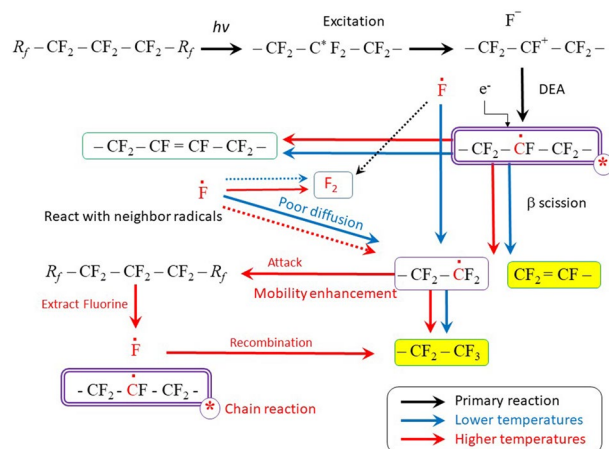 hν
Excitation
F⁻
R_f – CF₂ – CF₂ – CF₂ – R_f
– CF₂ – C* F₂ – CF₂ –
– CF₂ – CF⁺ – CF₂ –
Ḟ
e⁻
DEA
– CF₂ – CF = CF – CF₂ –
– CF₂ – ĊF – CF₂ –
*
Ḟ
F₂
React with neighbor radicals
Poor diffusion
β scission
R_f – CF₂ – CF₂ – CF₂ – R_f
Attack
Mobility enhancement
– CF₂ – ĊF₂
CF₂ = CF –
Extract Fluorine
Ḟ
Recombination
– CF₂ – CF₃
- CF₂ - ĊF - CF₂ -
*
Chain reaction
Primary reaction
Lower temperatures
Higher temperatures